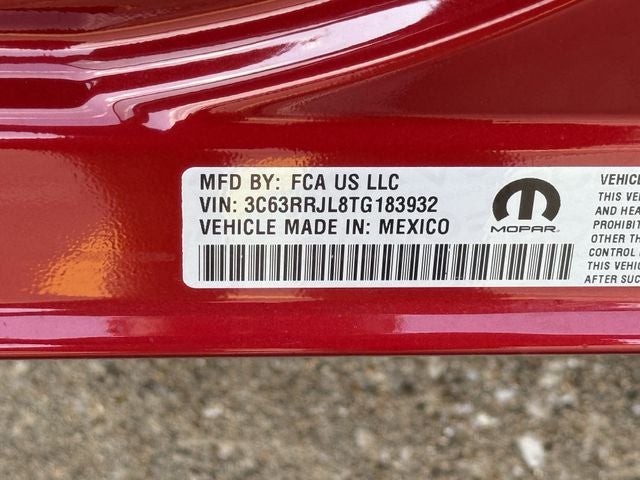 MFD BY: FCA US LLC
VIN: 3C63RRJL8TG183932
VEHICLE MADE IN: MEXICO
MOPAR
VEHICL
THIS VE
AND HEA
PROHIBIT
OTHER TH
CONTROL
THIS VEHIC
AFTER SUC